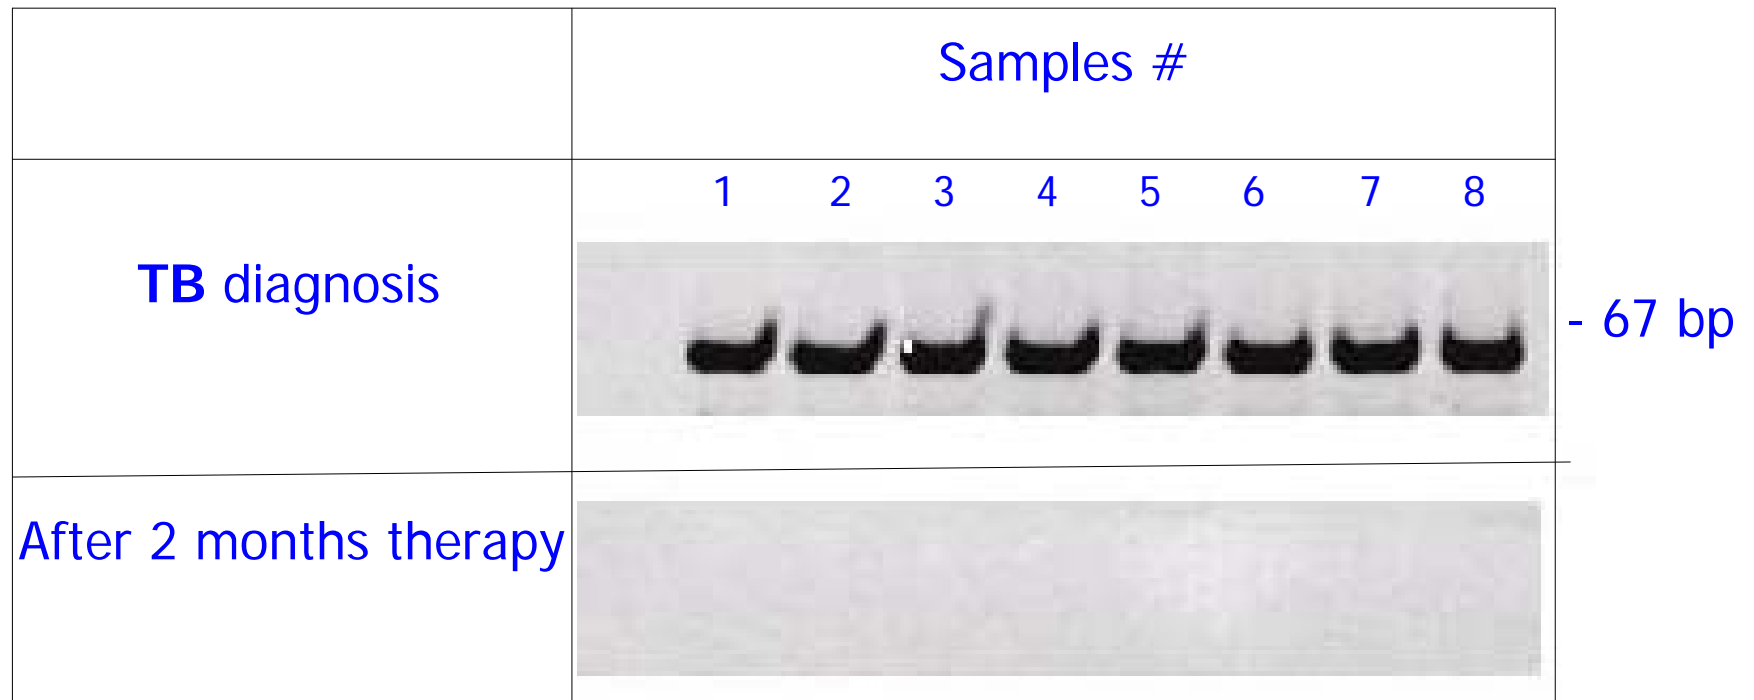 Samples #
1 2 3 4 5 6 7 8
TB diagnosis
- 67 bp
After 2 months therapy